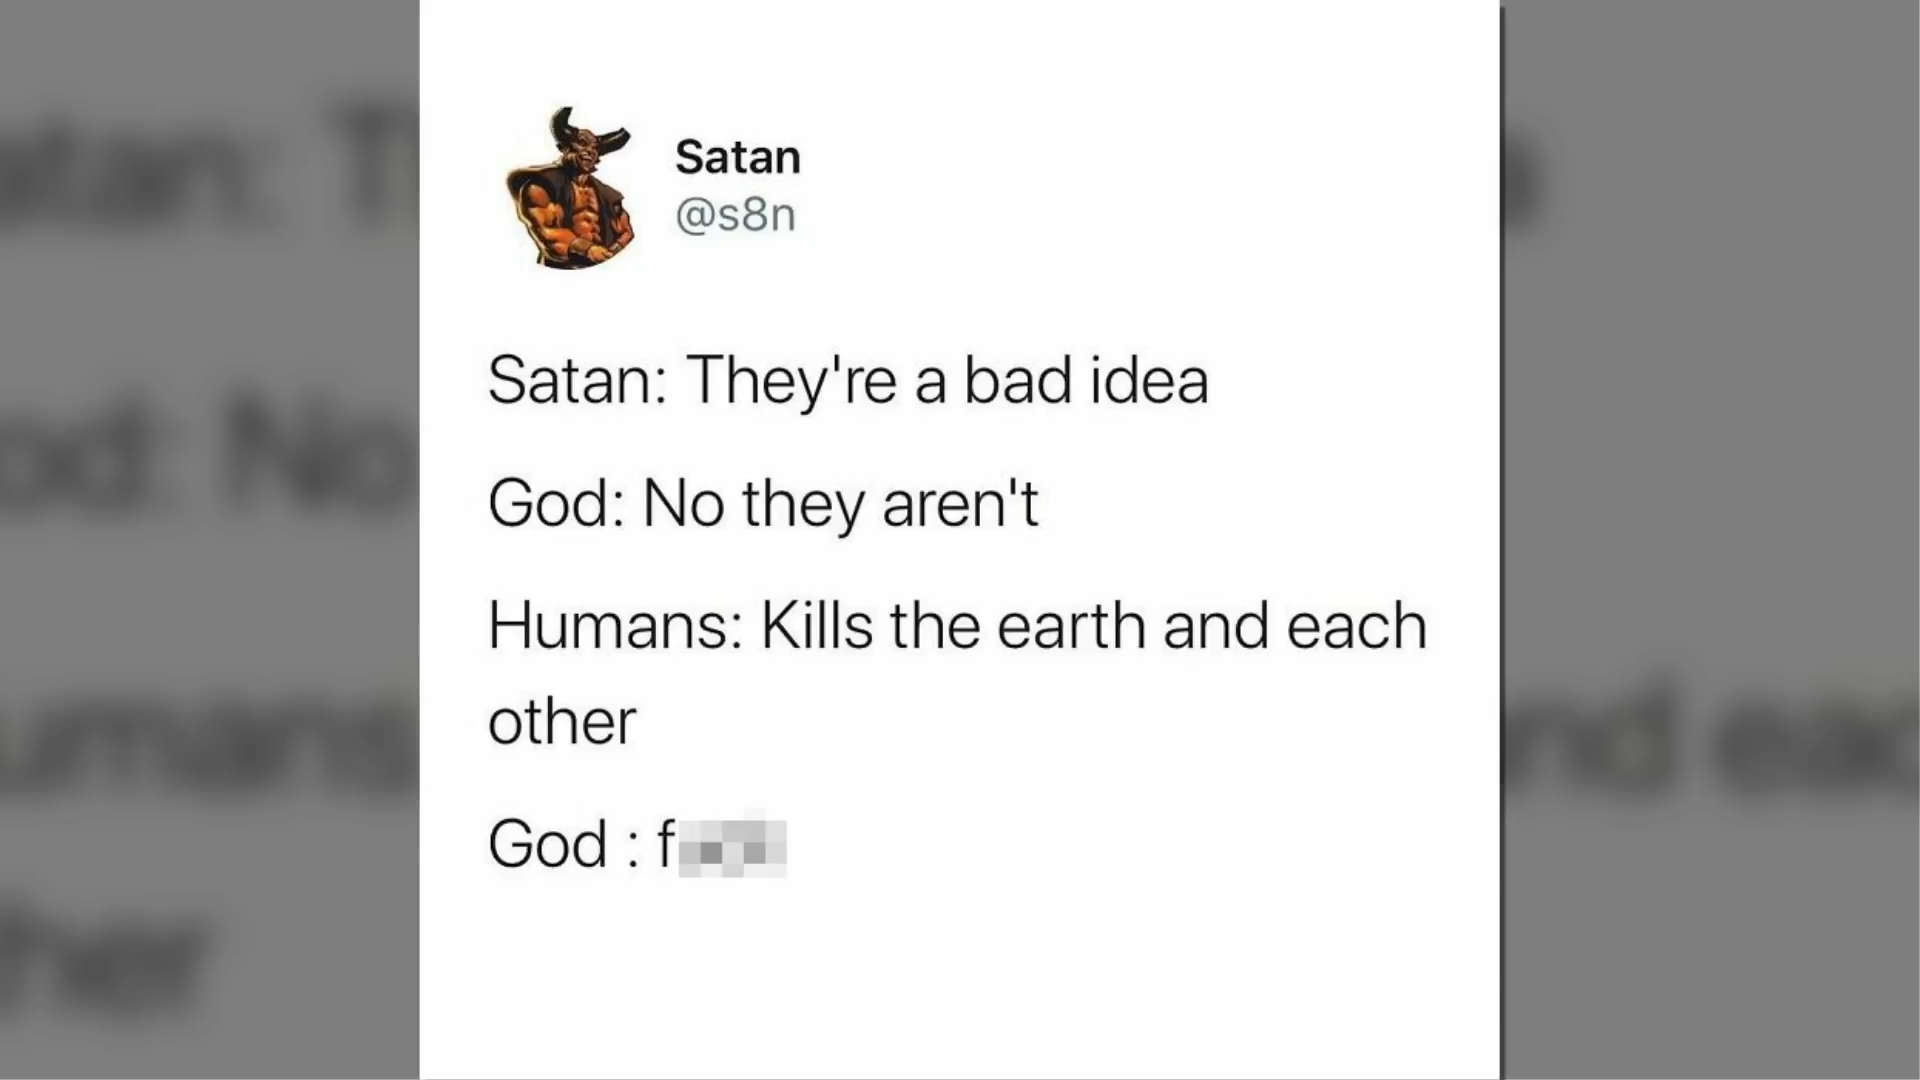 Satan
@s8n
Satan: They're a bad idea
God: No they aren't
Humans: Kills the earth and each
other
God : f